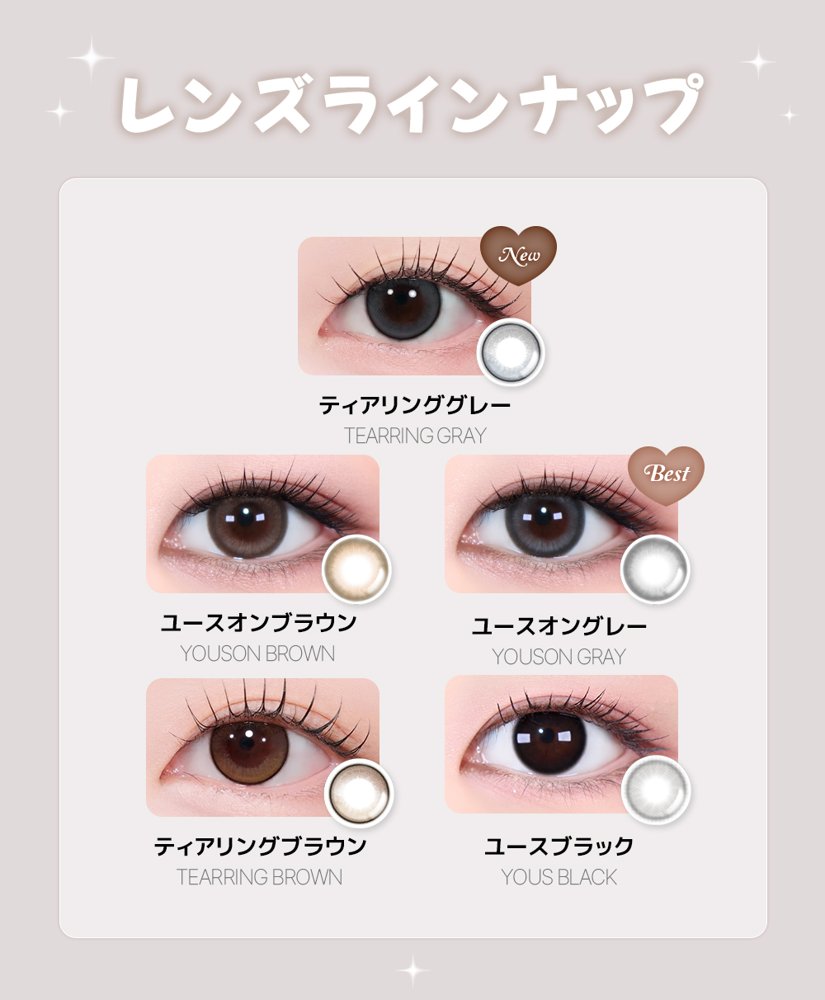 レンズラインナップ
New
ティアリンググレー
TEARRING GRAY
Best
ユースオンブラウン
YOUSON BROWN
ユースオングレー
YOUSON GRAY
ティアリングブラウン
TEARRING BROWN
ユースブラック
YOUS BLACK